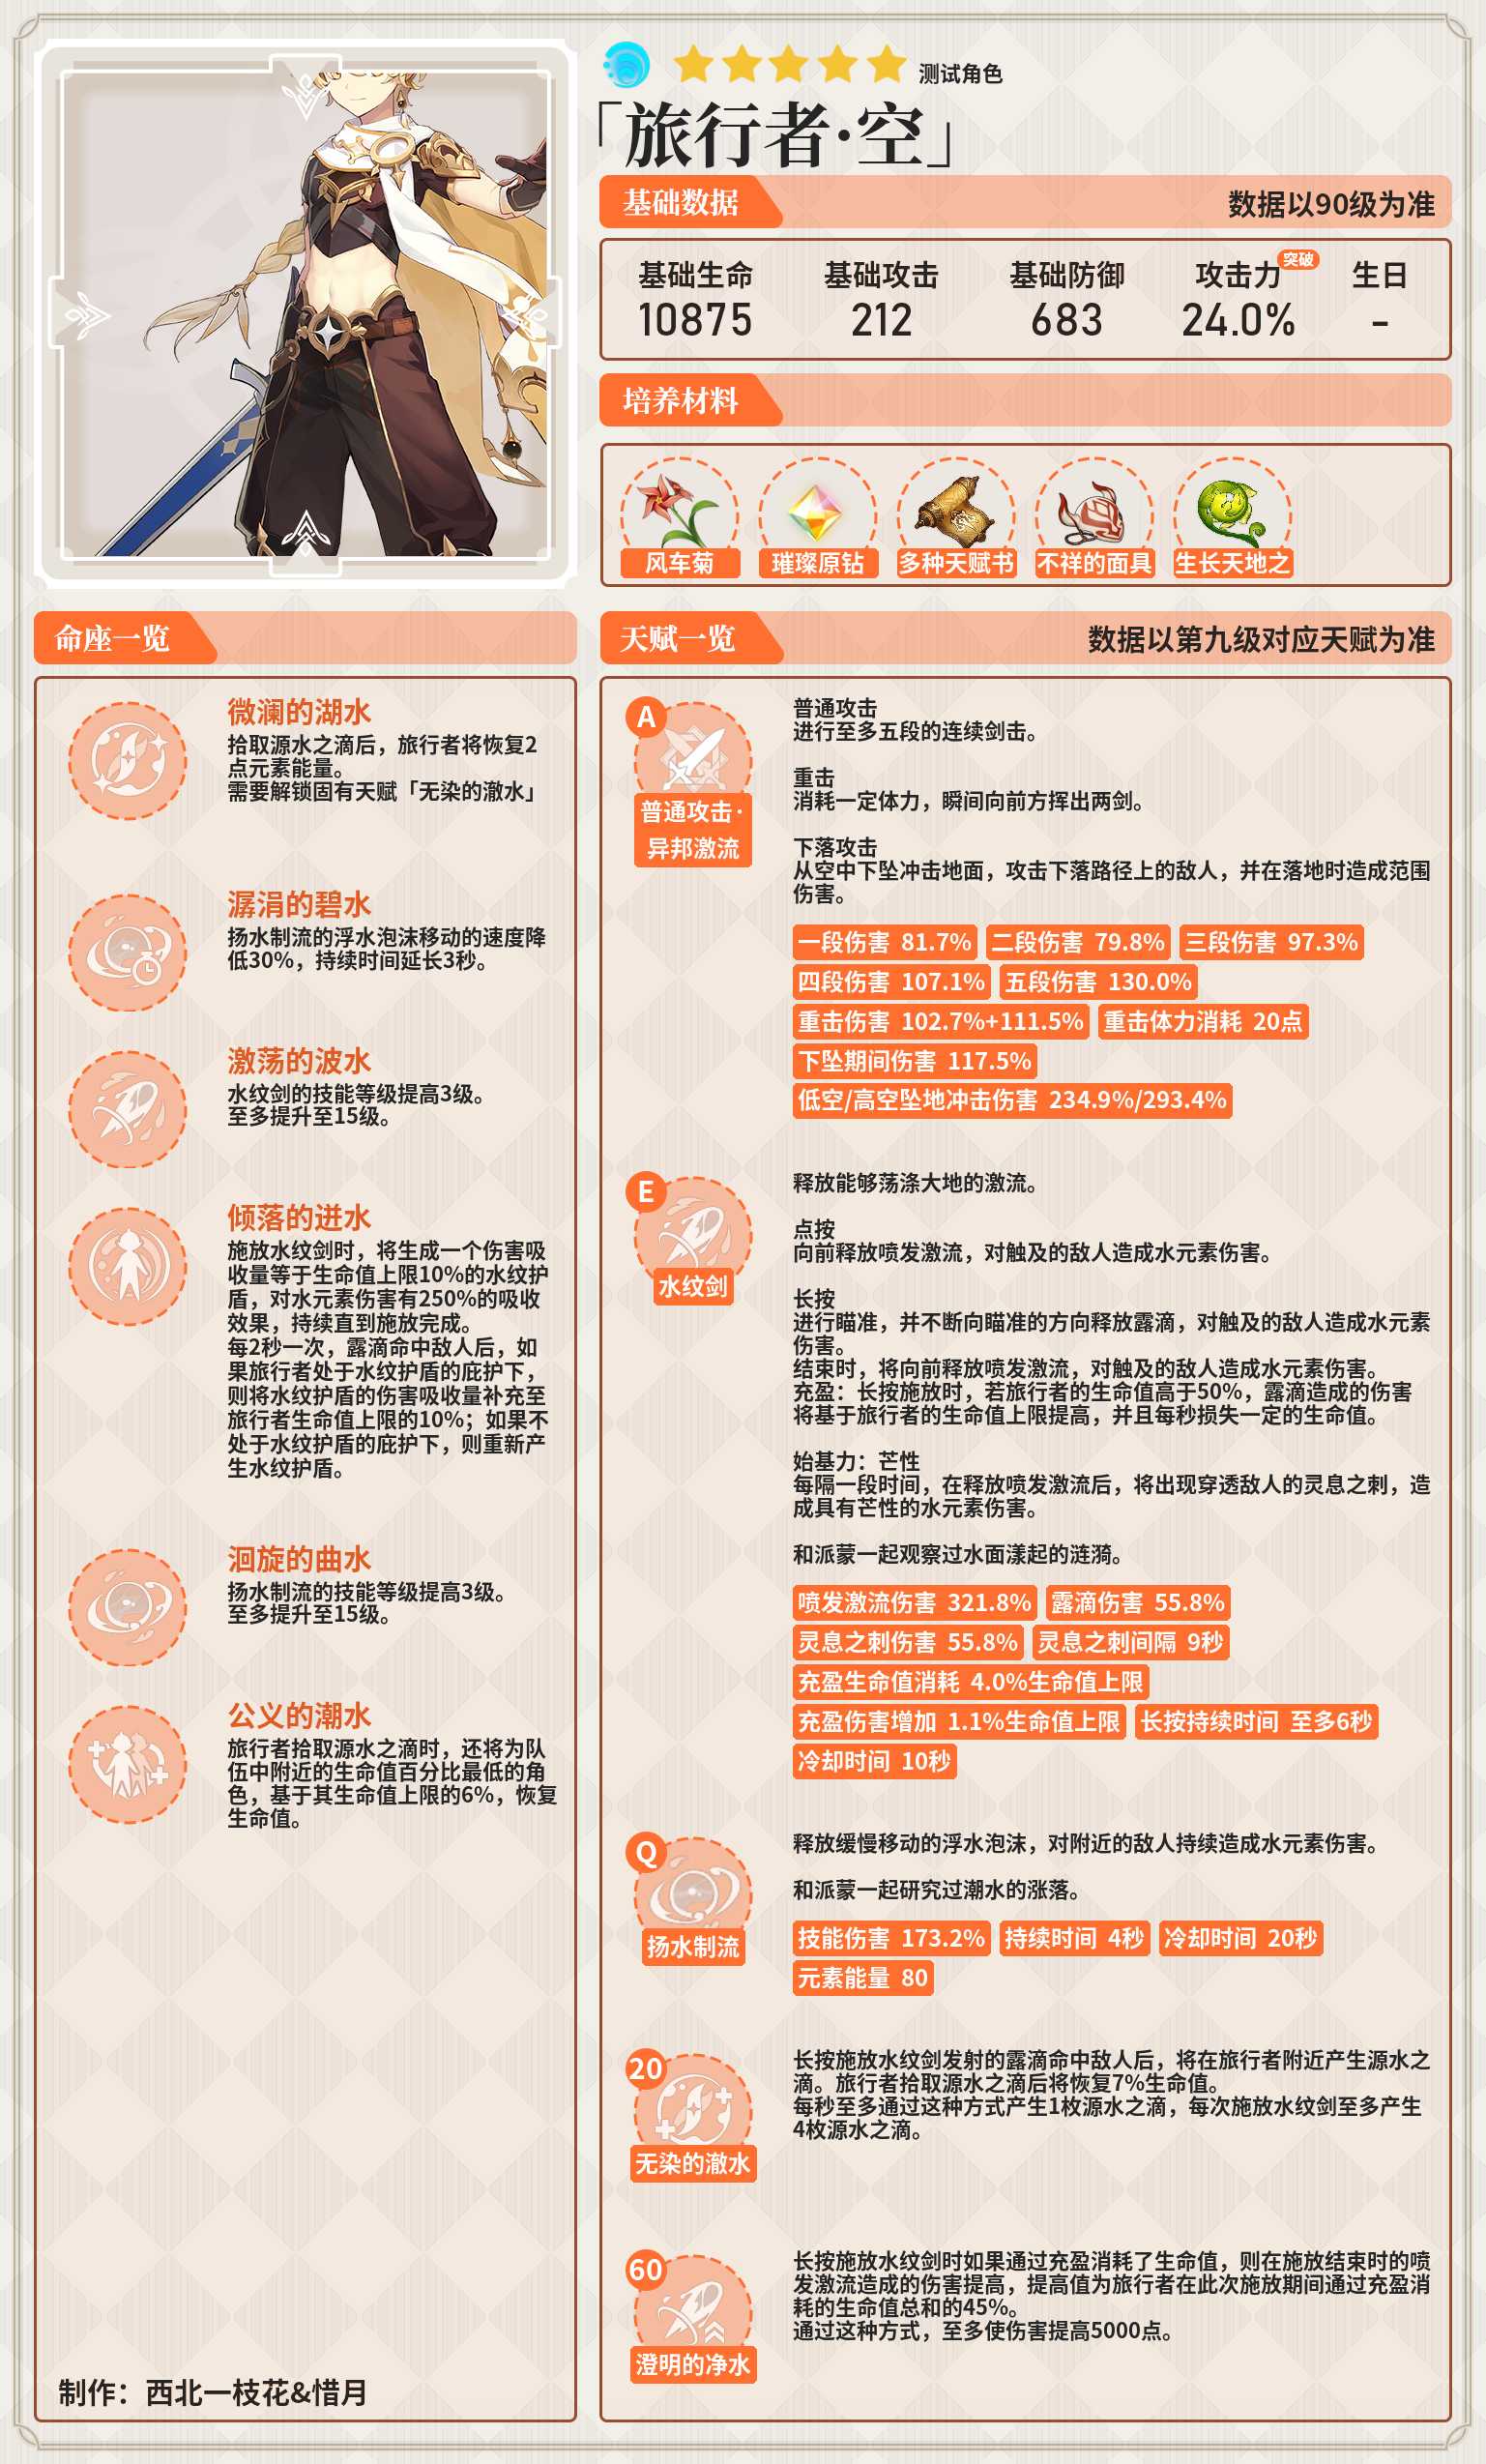 测试角色
「旅行者·空」
基础数据
数据以90级为准
基础生命 基础攻击 基础防御 攻击力 突破 生日
10875 212 683 24.0% -
培养材料
风车菊 璀璨原钻 多种天赋书 不祥的面具 生长天地之
命座一览
微澜的湖水
拾取源水之滴后，旅行者将恢复2
点元素能量。
需要解锁固有天赋「无染的澈水」
潺涓的碧水
扬水制流的浮水泡沫移动的速度降
低30%，持续时间延长3秒。
激荡的波水
水纹剑的技能等级提高3级。
至多提升至15级。
倾落的迸水
施放水纹剑时，将生成一个伤害吸
收量等于生命值上限10%的水纹护
盾，对水元素伤害有250%的吸收
效果，持续直到施放完成。
每2秒一次，露滴命中敌人后，如
果旅行者处于水纹护盾的庇护下，
则将水纹护盾的伤害吸收量补充至
旅行者生命值上限的10%；如果不
处于水纹护盾的庇护下，则重新产
生水纹护盾。
洄旋的曲水
扬水制流的技能等级提高3级。
至多提升至15级。
公义的潮水
旅行者拾取源水之滴时，还将为队
伍中附近的生命值百分比最低的角
色，基于其生命值上限的6%，恢复
生命值。
制作：西北一枝花&惜月
天赋一览
数据以第九级对应天赋为准
A
普通攻击·
异邦激流
普通攻击
进行至多五段的连续剑击。
重击
消耗一定体力，瞬间向前方挥出两剑。
下落攻击
从空中下坠冲击地面，攻击下落路径上的敌人，并在落地时造成范围
伤害。
一段伤害 81.7% 二段伤害 79.8% 三段伤害 97.3%
四段伤害 107.1% 五段伤害 130.0%
重击伤害 102.7%+111.5% 重击体力消耗 20点
下坠期间伤害 117.5%
低空/高空坠地冲击伤害 234.9%/293.4%
E
水纹剑
释放能够荡涤大地的激流。
点按
向前释放喷发激流，对触及的敌人造成水元素伤害。
长按
进行瞄准，并不断向瞄准的方向释放露滴，对触及的敌人造成水元素
伤害。
结束时，将向前释放喷发激流，对触及的敌人造成水元素伤害。
充盈：长按施放时，若旅行者的生命值高于50%，露滴造成的伤害
将基于旅行者的生命值上限提高，并且每秒损失一定的生命值。
始基力：芒性
每隔一段时间，在释放喷发激流后，将出现穿透敌人的灵息之刺，造
成具有芒性的水元素伤害。
和派蒙一起观察过水面漾起的涟漪。
喷发激流伤害 321.8% 露滴伤害 55.8%
灵息之刺伤害 55.8% 灵息之刺间隔 9秒
充盈生命值消耗 4.0%生命值上限
充盈伤害增加 1.1%生命值上限 长按持续时间 至多6秒
冷却时间 10秒
Q
扬水制流
释放缓慢移动的浮水泡沫，对附近的敌人持续造成水元素伤害。
和派蒙一起研究过潮水的涨落。
技能伤害 173.2% 持续时间 4秒 冷却时间 20秒
元素能量 80
20
无染的澈水
长按施放水纹剑发射的露滴命中敌人后，将在旅行者附近产生源水之
滴。旅行者拾取源水之滴后将恢复7%生命值。
每秒至多通过这种方式产生1枚源水之滴，每次施放水纹剑至多产生
4枚源水之滴。
60
澄明的净水
长按施放水纹剑时如果通过充盈消耗了生命值，则在施放结束时的喷
发激流造成的伤害提高，提高值为旅行者在此次施放期间通过充盈消
耗的生命值总和的45%。
通过这种方式，至多使伤害提高5000点。